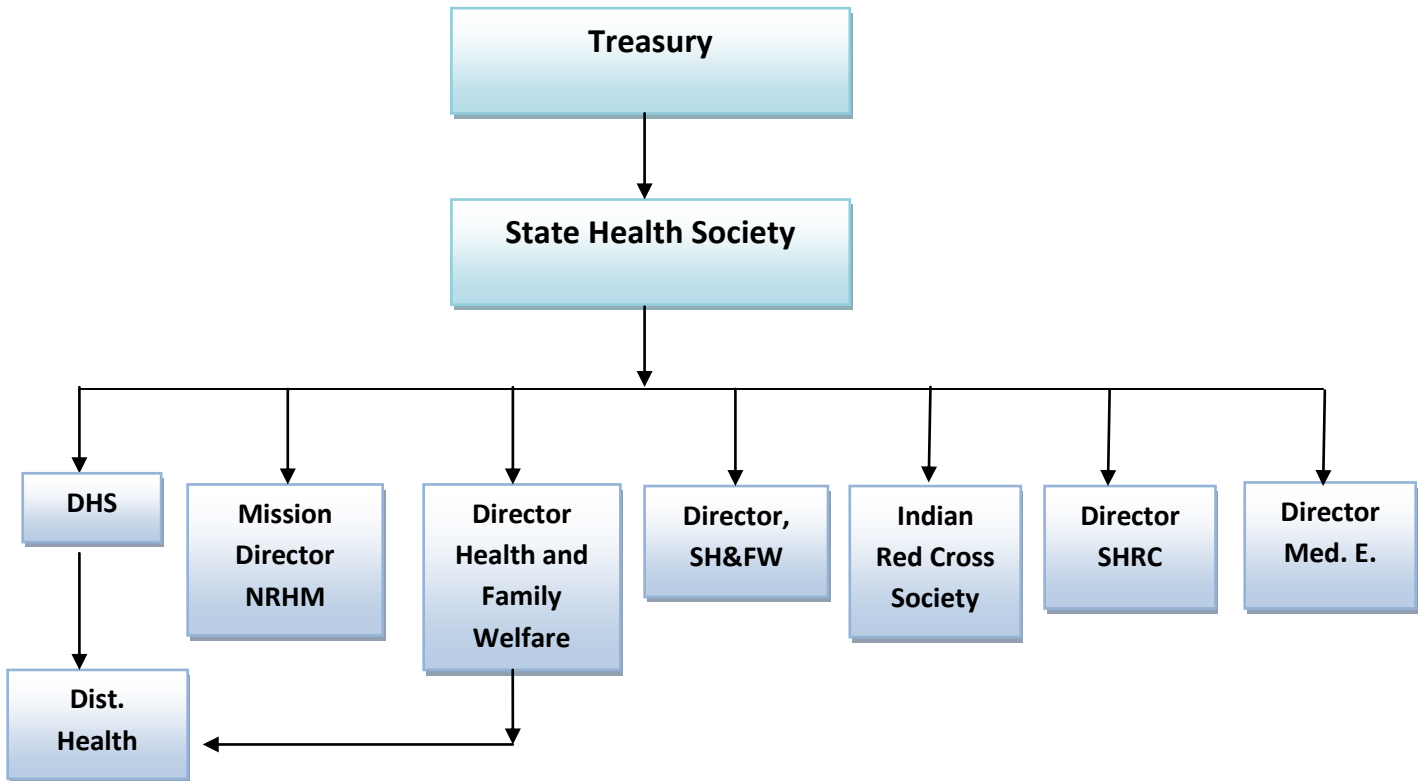 Treasury
State Health Society
DHS
Mission
Director
NRHM
Director
Health and
Family
Welfare
Director,
SH&FW
Indian
Red Cross
Society
Director
SHRC
Director
Med. E.
Dist.
Health